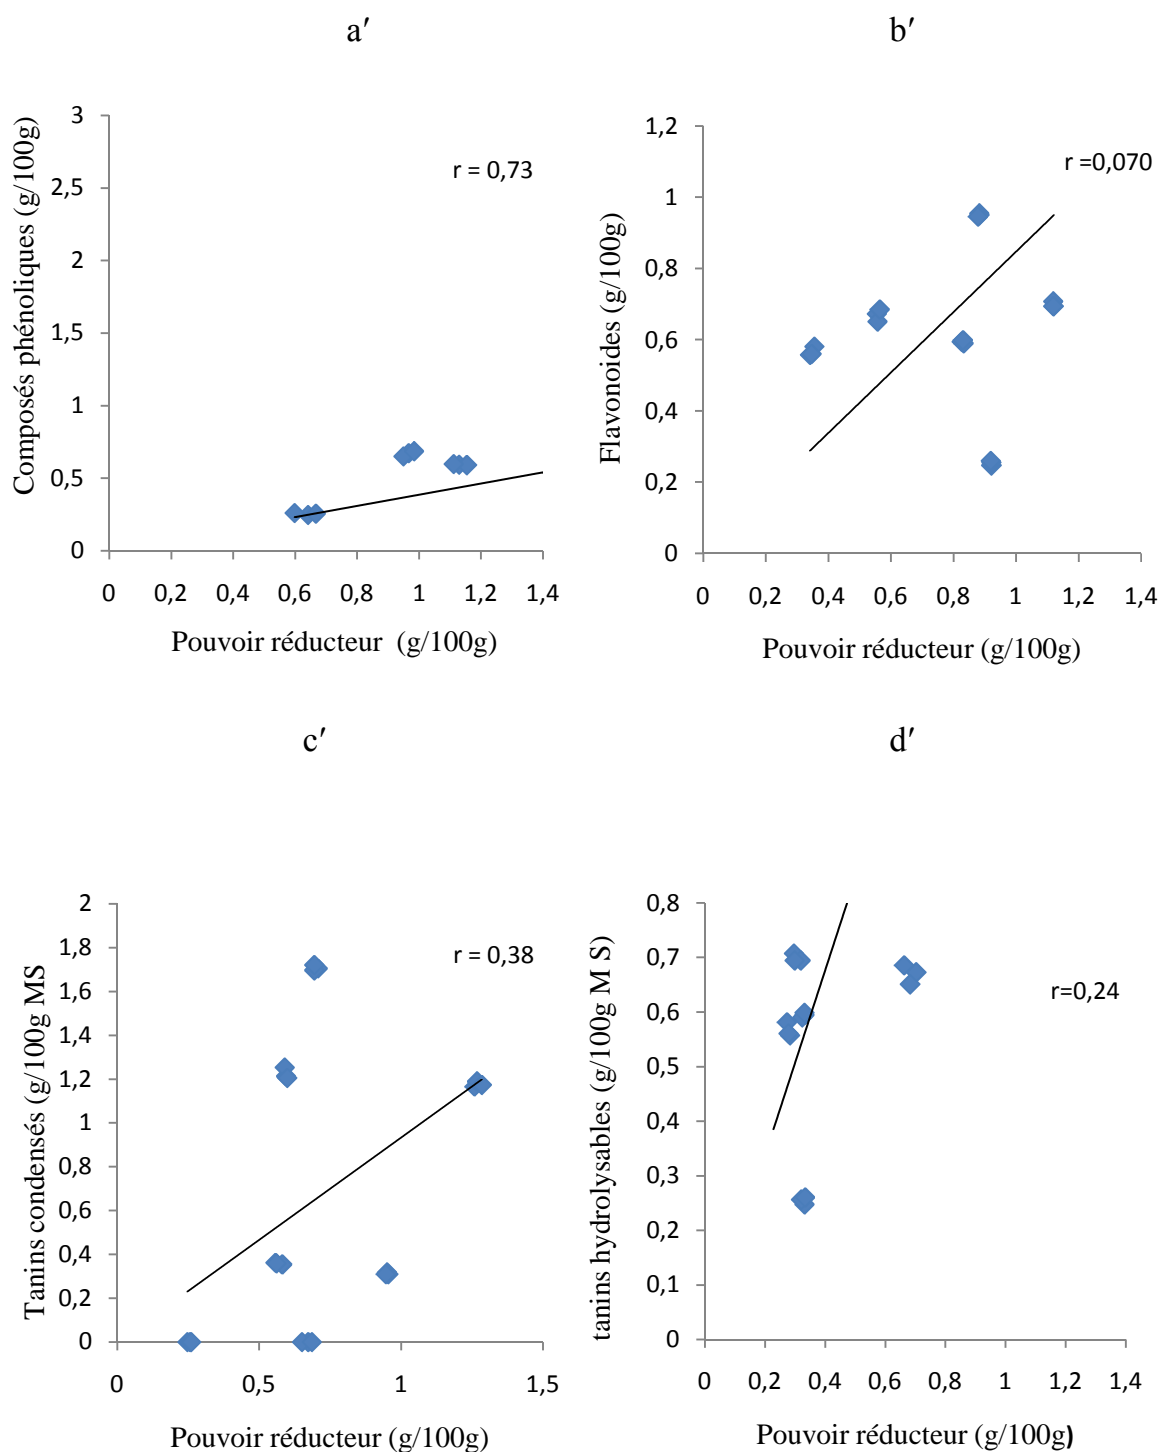 a′
b′
3
2,5
2
1,5
1
0,5
0
Composés phénoliques (g/100g)
r = 0,73
0 0,2 0,4 0,6 0,8 1 1,2 1,4
Pouvoir réducteur (g/100g)
1,2
1
0,8
0,6
0,4
0,2
0
Flavonoides (g/100g)
r =0,070
0 0,2 0,4 0,6 0,8 1 1,2 1,4
Pouvoir réducteur (g/100g)
c′
d′
2
1,8
1,6
1,4
1,2
1
0,8
0,6
0,4
0,2
0
Tanins condensés (g/100g MS
r = 0,38
0 0,5 1 1,5
Pouvoir réducteur (g/100g)
0,8
0,7
0,6
0,5
0,4
0,3
0,2
0,1
0
tanins hydrolysables (g/100g M S)
r=0,24
0 0,2 0,4 0,6 0,8 1 1,2 1,4
Pouvoir réducteur (g/100g)